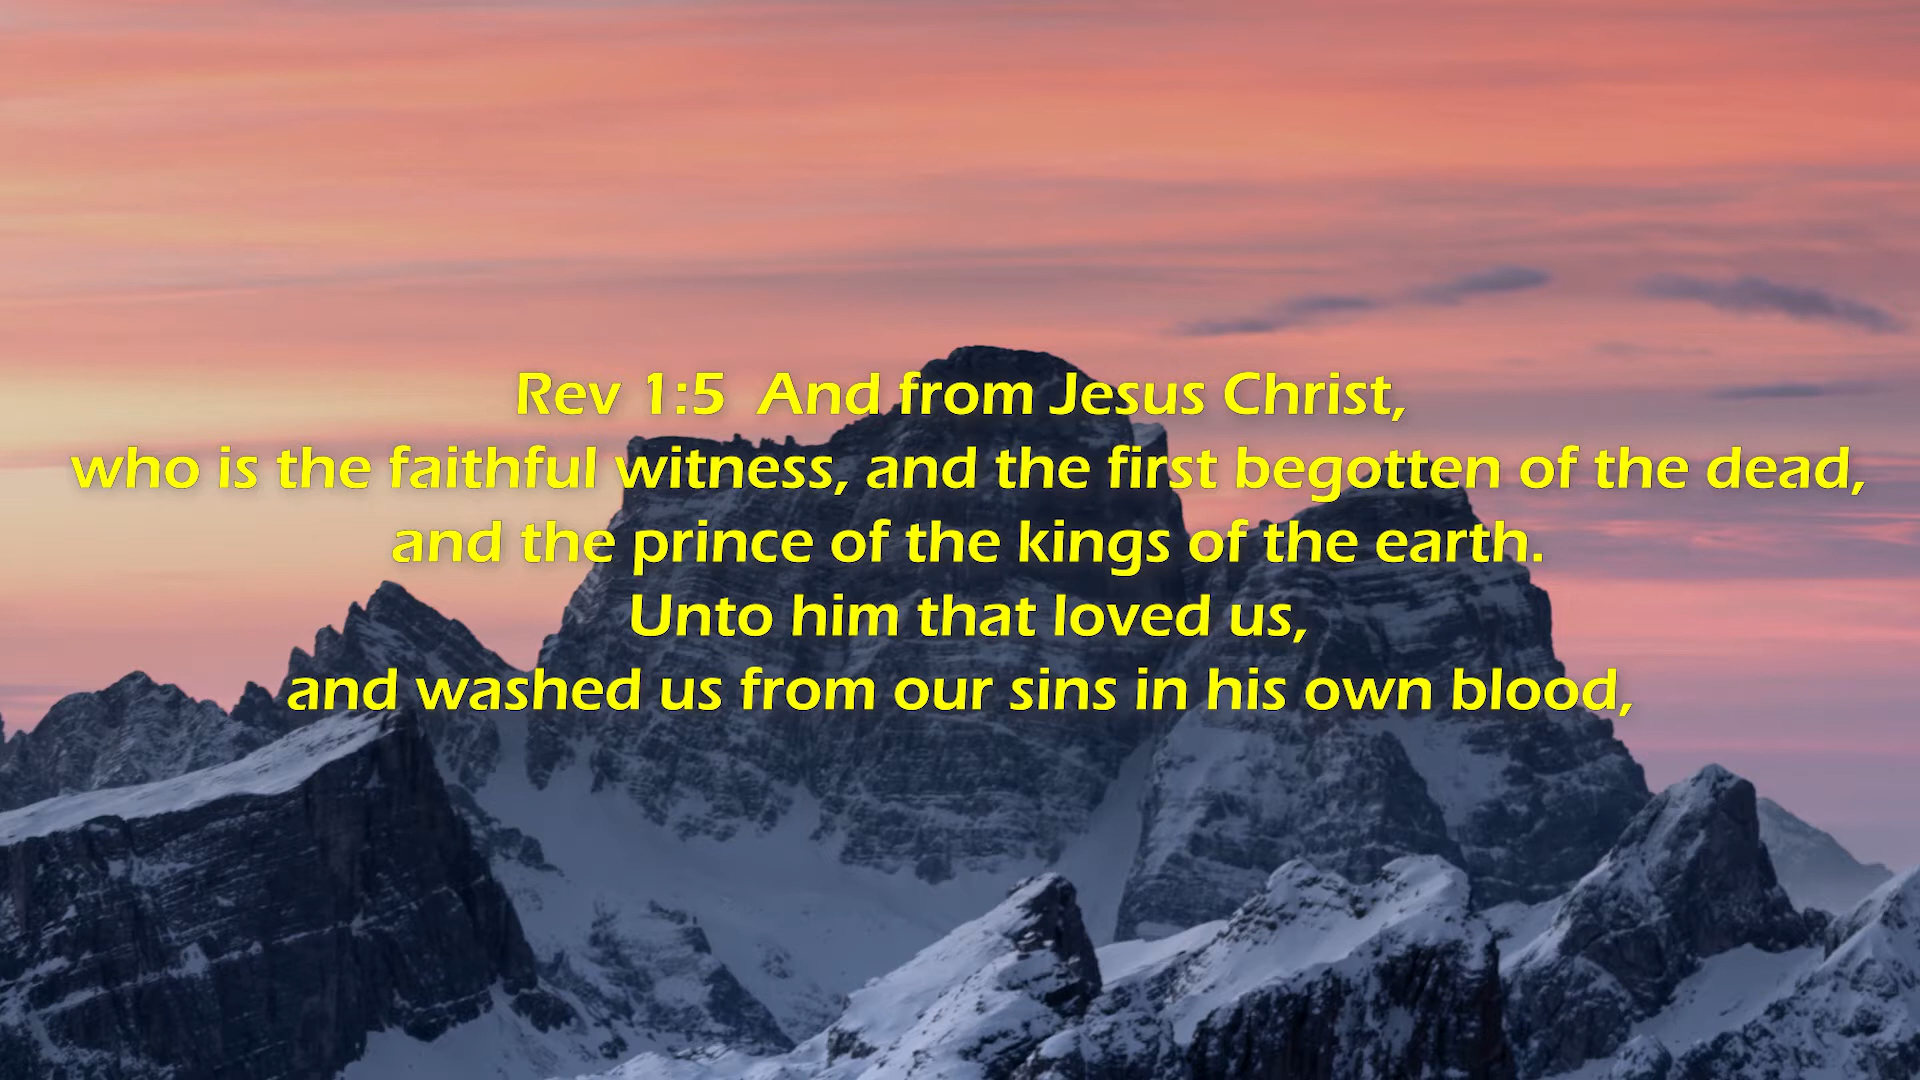 Rev 1:5  And from Jesus Christ,
who is the faithful witness, and the first begotten of the dead,
and the prince of the kings of the earth.
Unto him that loved us,
and washed us from our sins in his own blood,